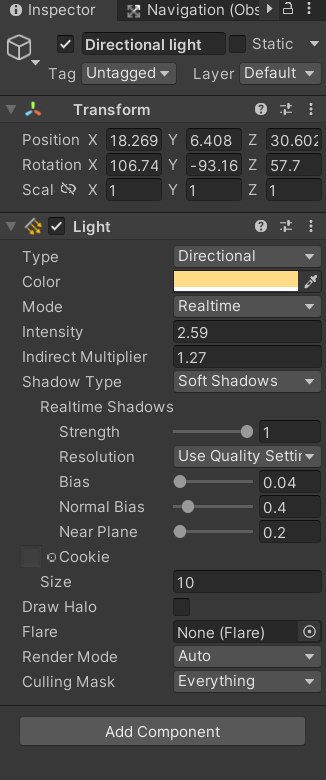 Inspector Navigation (Obs
Directional light Static
Tag Untagged Layer Default
Transform
Position X 18.269 Y 6.408 Z 30.602
Rotation X 106.74 Y -93.16 Z 57.7
Scal X 1 Y 1 Z 1
Light
Type Directional
Color
Mode Realtime
Intensity 2.59
Indirect Multiplier 1.27
Shadow Type Soft Shadows
Realtime Shadows
Strength 1
Resolution Use Quality Settir
Bias 0.04
Normal Bias 0.4
Near Plane 0.2
Cookie
Size 10
Draw Halo
Flare None (Flare)
Render Mode Auto
Culling Mask Everything
Add Component